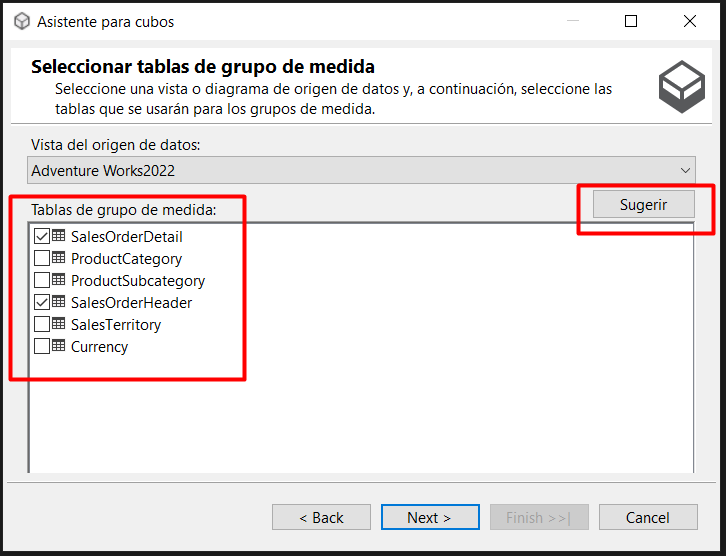 Asistente para cubos
Seleccionar tablas de grupo de medida
Seleccione una vista o diagrama de origen de datos y, a continuación, seleccione las
tablas que se usarán para los grupos de medida.
Vista del origen de datos:
Adventure Works2022
Sugerir
Tablas de grupo de medida:
SalesOrderDetail
ProductCategory
ProductSubcategory
SalesOrderHeader
SalesTerritory
Currency
< Back
Next >
Finish >>|
Cancel